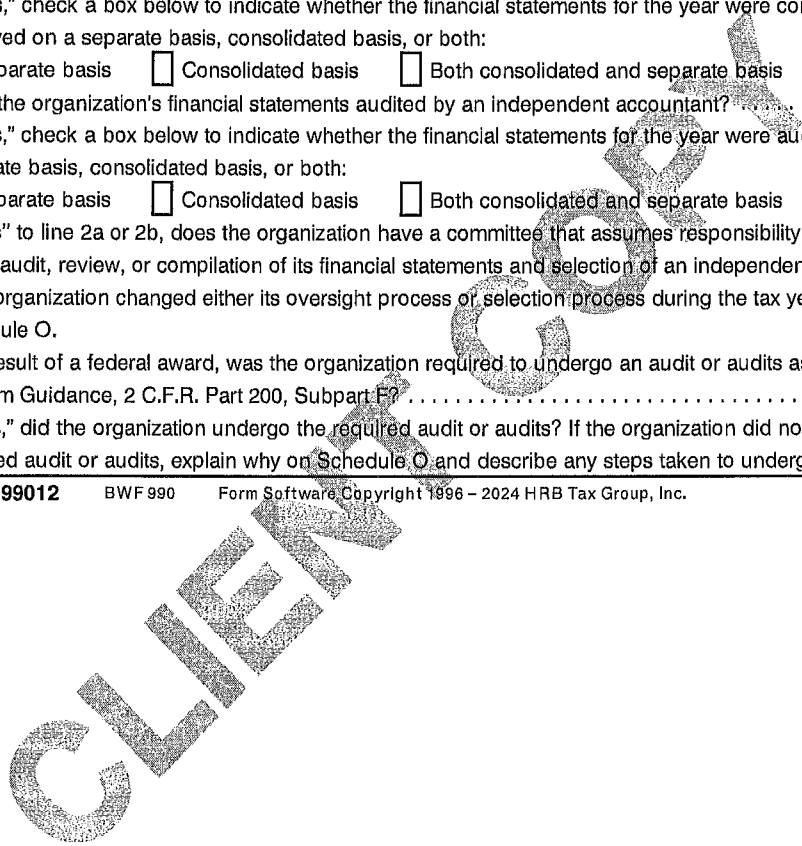 s," check a box below to indicate whether the financial statements for the year were co
ed on a separate basis, consolidated basis, or both:
parate basis Consolidated basis Both consolidated and separate basis
the organization's financial statements audited by an independent accountant? ......
s," check a box below to indicate whether the financial statements for the year were au
ate basis, consolidated basis, or both:
parate basis Consolidated basis Both consolidated and separate basis
s" to line 2a or 2b, does the organization have a committee that assumes responsibility
audit, review, or compilation of its financial statements and selection of an independen
organization changed either its oversight process or selection process during the tax ye
ule O.
esult of a federal award, was the organization required to undergo an audit or audits as
m Guidance, 2 C.F.R. Part 200, Subpart F? .................................
s," did the organization undergo the required audit or audits? If the organization did no
ed audit or audits, explain why on Schedule O and describe any steps taken to underg
99012 BWF 990 Form Software Copyright 1996 – 2024 HRB Tax Group, Inc.
CLIENT COPY